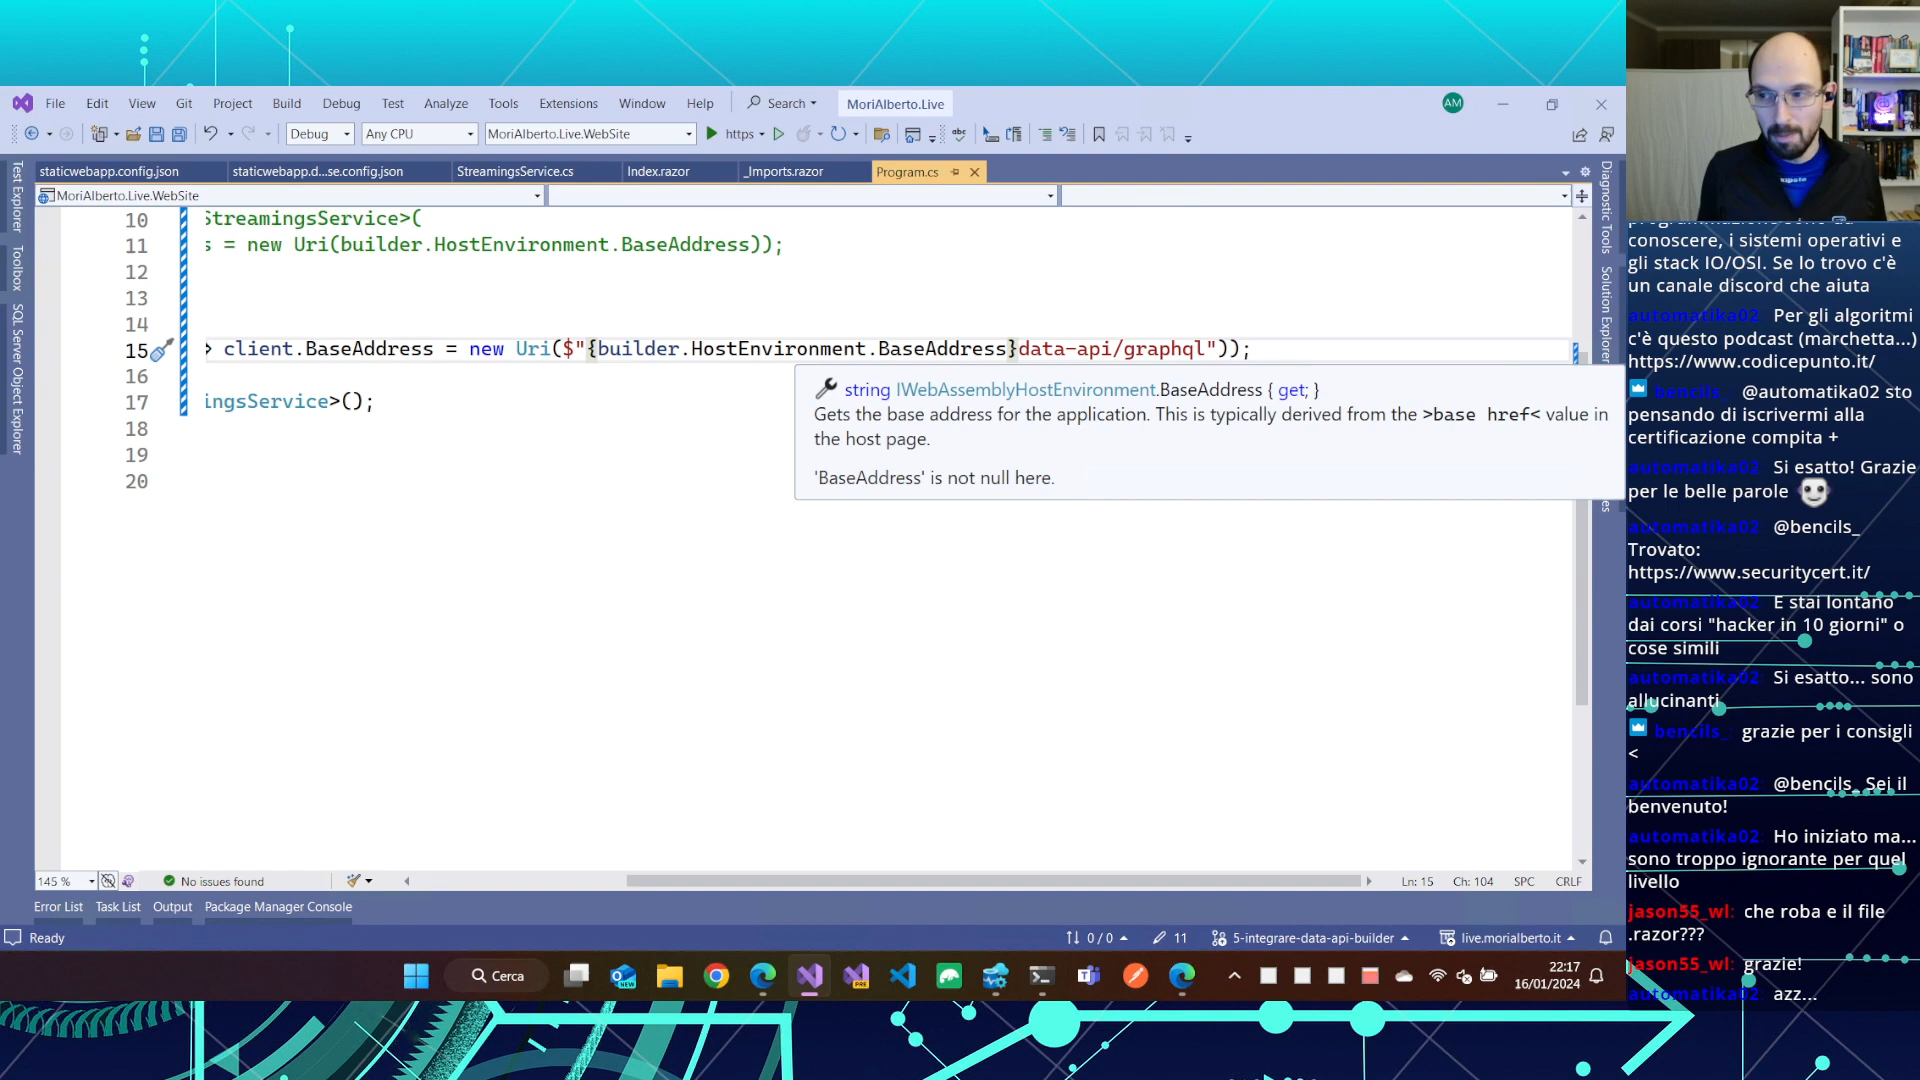 File Edit View Git Project Build Debug Test Analyze Tools Extensions Window Help Search MoriAlberto.Live AM
Debug Any CPU MoriAlberto.Live.WebSite https
staticwebapp.config.json staticwebapp.d...se.config.json StreamingsService.cs Index.razor _Imports.razor Program.cs
MoriAlberto.Live.WebSite
Test Explorer
Toolbox
SQL Server Object Explorer
10 StreamingsService>(
11 s = new Uri(builder.HostEnvironment.BaseAddress));
12
13
14
15 > client.BaseAddress = new Uri($"{builder.HostEnvironment.BaseAddress}data-api/graphql"));
16
17 ingsService>();
18
19
20
string IWebAssemblyHostEnvironment.BaseAddress { get; }
Gets the base address for the application. This is typically derived from the >base href< value in
the host page.
'BaseAddress' is not null here.
Diagnostic Tools
Solution Explorer
145 % No issues found Ln: 15 Ch: 104 SPC CRLF
Error List Task List Output Package Manager Console
Ready 0 / 0 11 5-integrare-data-api-builder live.morialberto.it
Cerca
22:17
16/01/2024
conoscere, i sistemi operativi e
gli stack IO/OSI. Se lo trovo c'è
un canale discord che aiuta
automatika02 Per gli algoritmi
c'è questo podcast (marchetta...)
https://www.codicepunto.it/
bencils_: @automatika02 sto
pensando di iscrivermi alla
certificazione compita +
automatika02 Si esatto! Grazie
per le belle parole
automatika02 @bencils_
Trovato:
https://www.securitycert.it/
automatika02 E stai lontano
dai corsi "hacker in 10 giorni" o
cose simili
automatika02 Si esatto... sono
allucinanti
bencils_: grazie per i consigli
<
automatika02 @bencils_ Sei il
benvenuto!
automatika02 Ho iniziato ma...
sono troppo ignorante per quel
livello
jason55_wl: che roba e il file
.razor???
jason55_wl: grazie!
automatika02 azz...